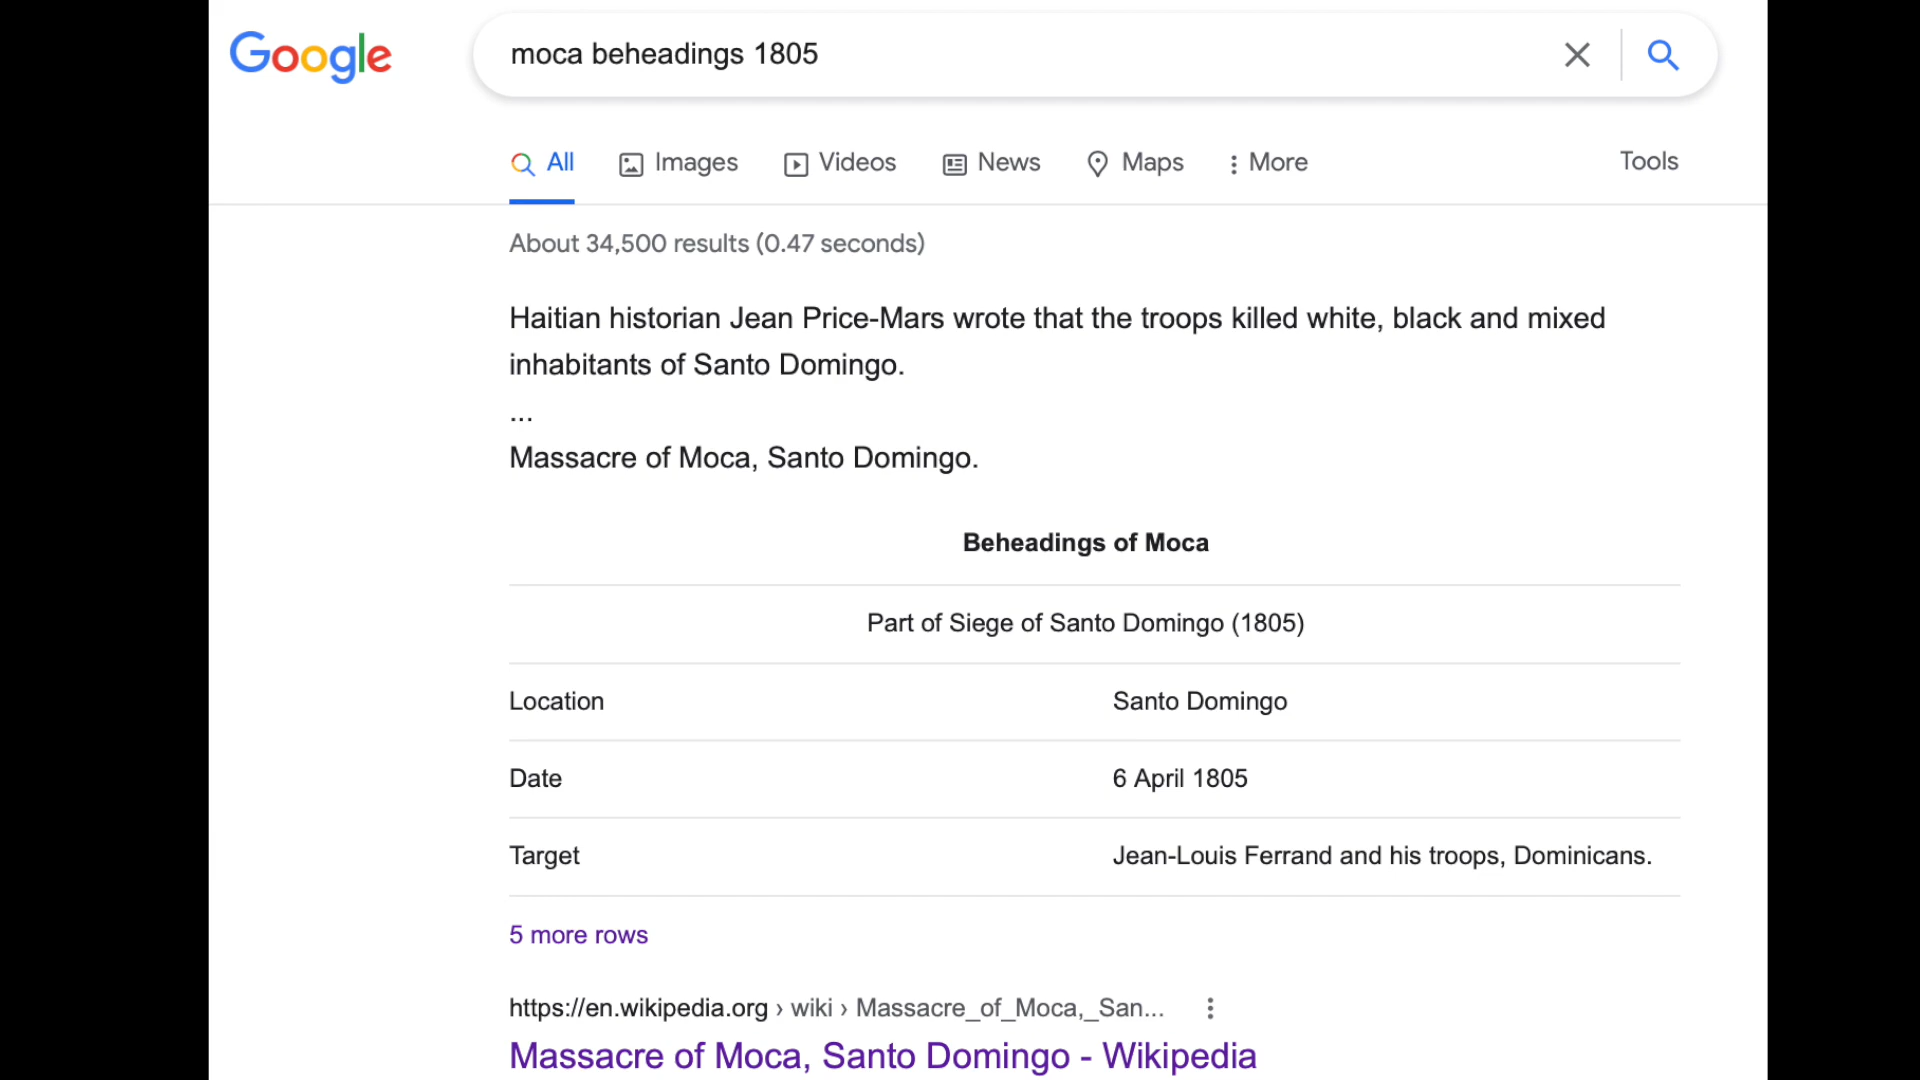 Google
moca beheadings 1805
All Images Videos News Maps More Tools
About 34,500 results (0.47 seconds)
Haitian historian Jean Price-Mars wrote that the troops killed white, black and mixed
inhabitants of Santo Domingo.
...
Massacre of Moca, Santo Domingo.
Beheadings of Moca
Part of Siege of Santo Domingo (1805)
Location Santo Domingo
Date 6 April 1805
Target Jean-Louis Ferrand and his troops, Dominicans.
5 more rows
https://en.wikipedia.org › wiki › Massacre_of_Moca,_San...
Massacre of Moca, Santo Domingo - Wikipedia